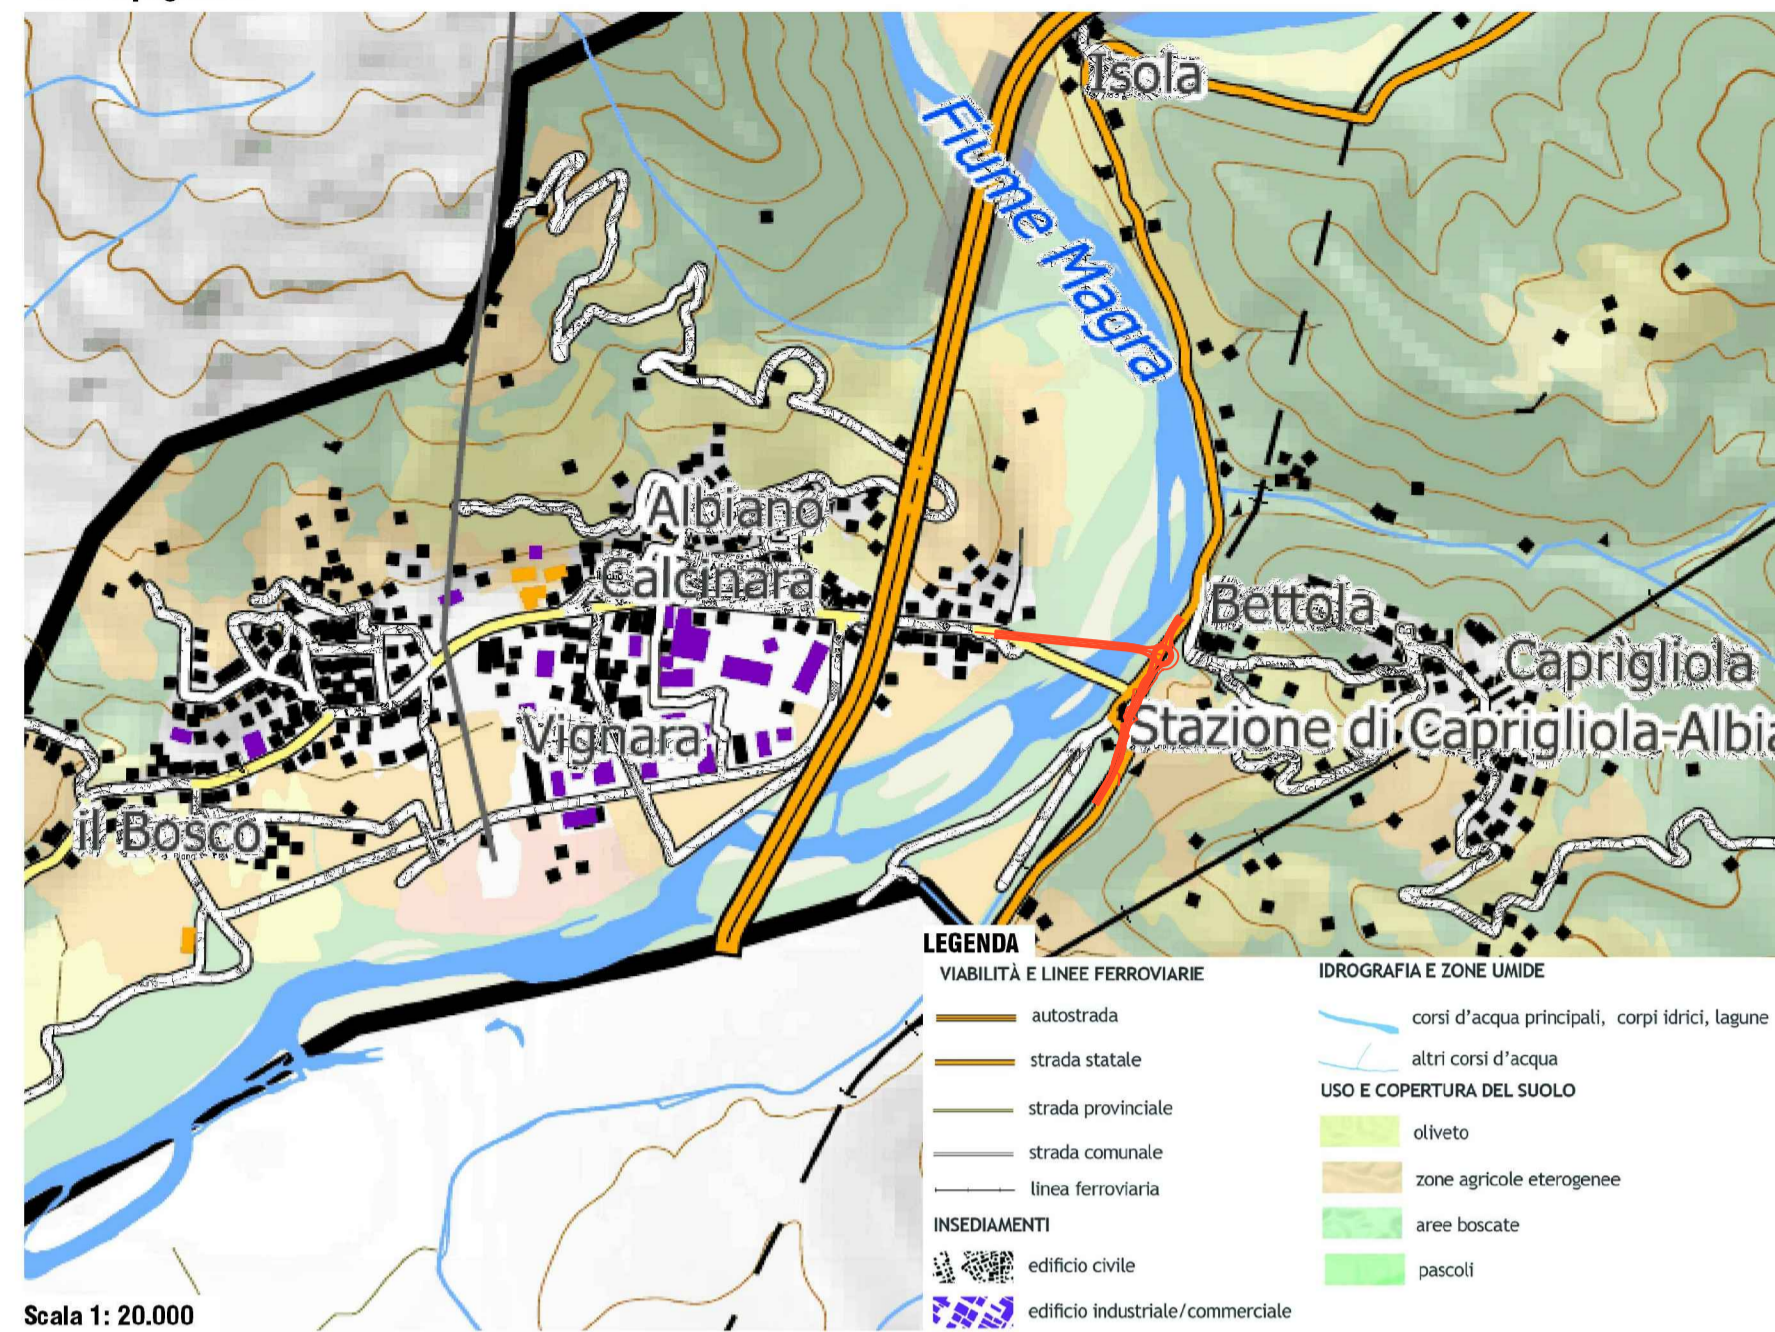 Isola
Fiume Magra
Albiano
Calcinara
Bettola
Caprigliola
Vignara
Stazione di Caprigliola-Albia
il Bosco
LEGENDA
VIABILITÀ E LINEE FERROVIARIE
autostrada
strada statale
strada provinciale
strada comunale
linea ferroviaria
INSEDIAMENTI
edificio civile
edificio industriale/commerciale
IDROGRAFIA E ZONE UMIDE
corsi d'acqua principali, corpi idrici, lagune
altri corsi d'acqua
USO E COPERTURA DEL SUOLO
oliveto
zone agricole eterogenee
aree boscate
pascoli
Scala 1: 20.000